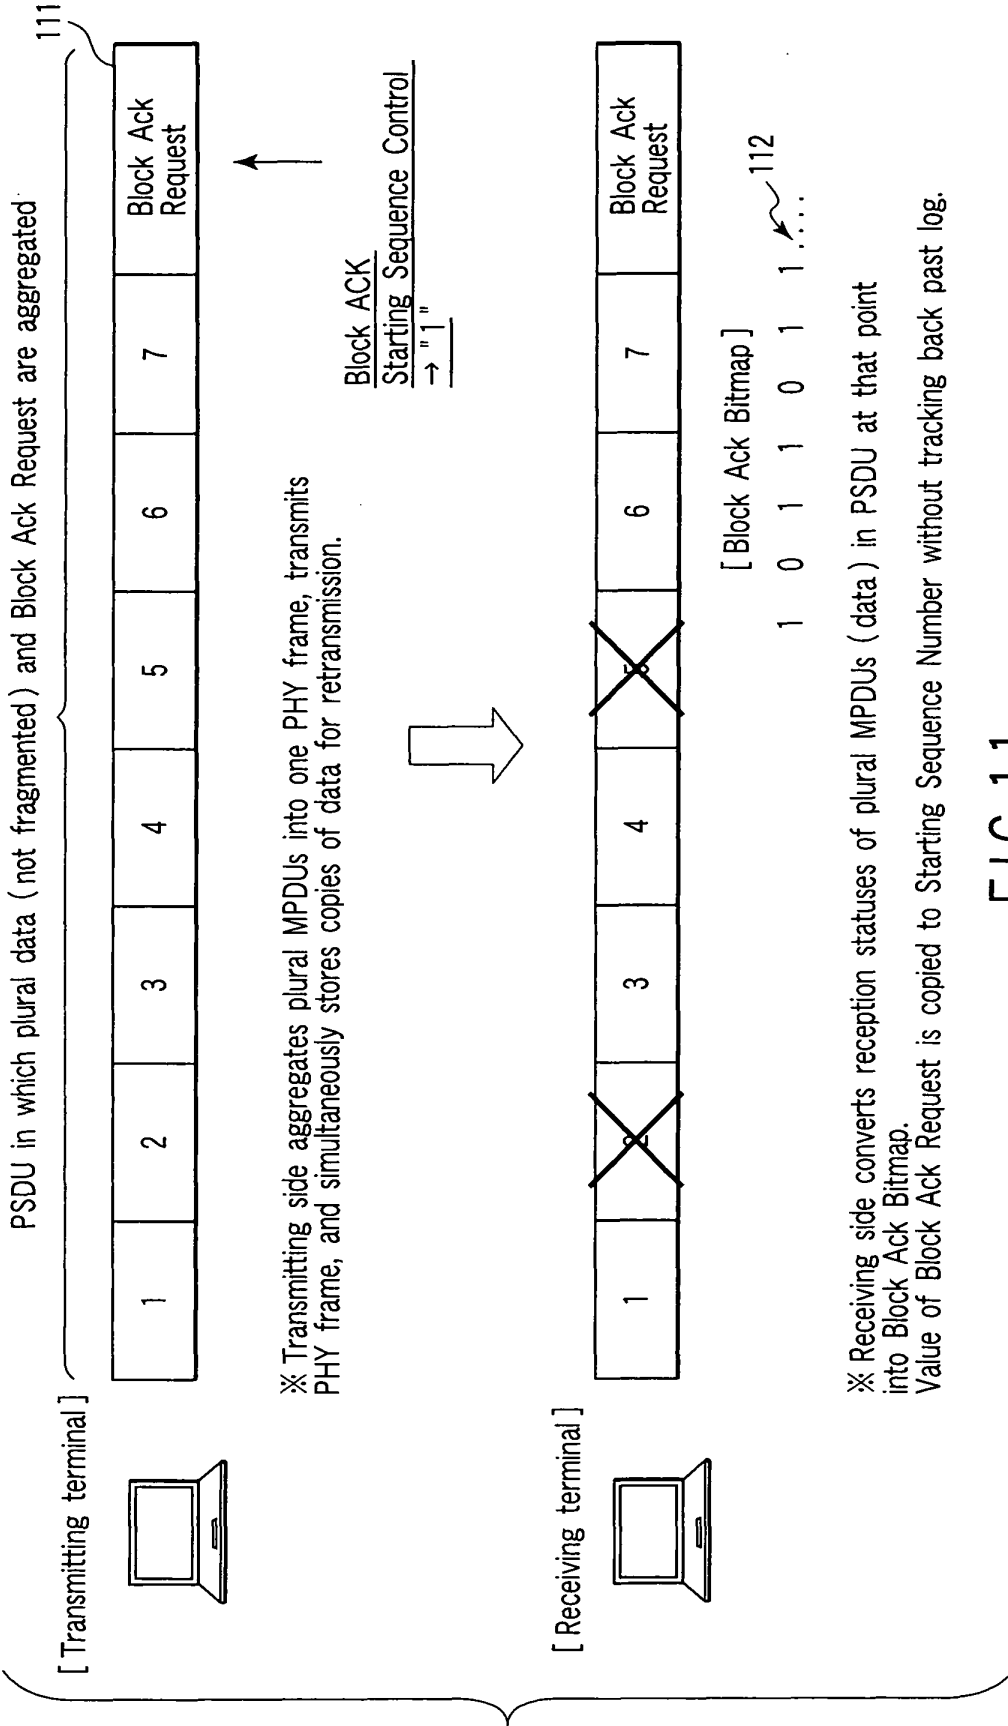 PSDU in which plural data (not fragmented) and Block Ack Request are aggregated
111
[Transmitting terminal]
1 2 3 4 5 6 7 Block Ack Request
Block ACK
Starting Sequence Control
→ "1"
※ Transmitting side aggregates plural MPDUs into one PHY frame, transmits
PHY frame, and simultaneously stores copies of data for retransmission.
[Receiving terminal]
1 2 3 4 5 6 7 Block Ack Request
[Block Ack Bitmap]
1 0 1 1 0 1 1 ....
112
※ Receiving side converts reception statuses of plural MPDUs (data) in PSDU at that point
into Block Ack Bitmap.
Value of Block Ack Request is copied to Starting Sequence Number without tracking back past log.
FIG. 11